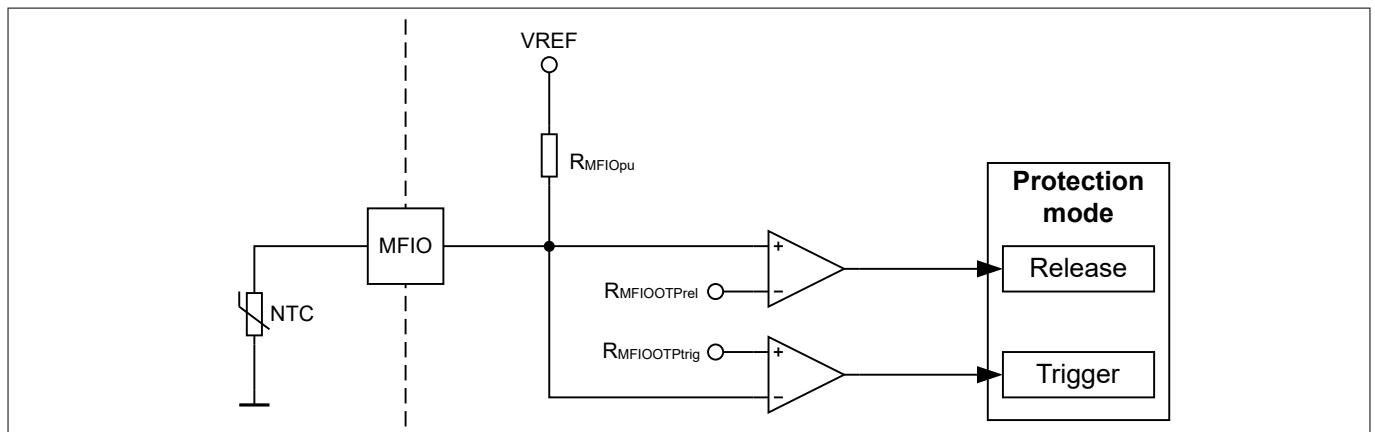 VREF
RMFIOpu
Protection
mode
MFIO
+
−
Release
RMFIOOTPrel
NTC
RMFIOOTPtrig
+
−
Trigger